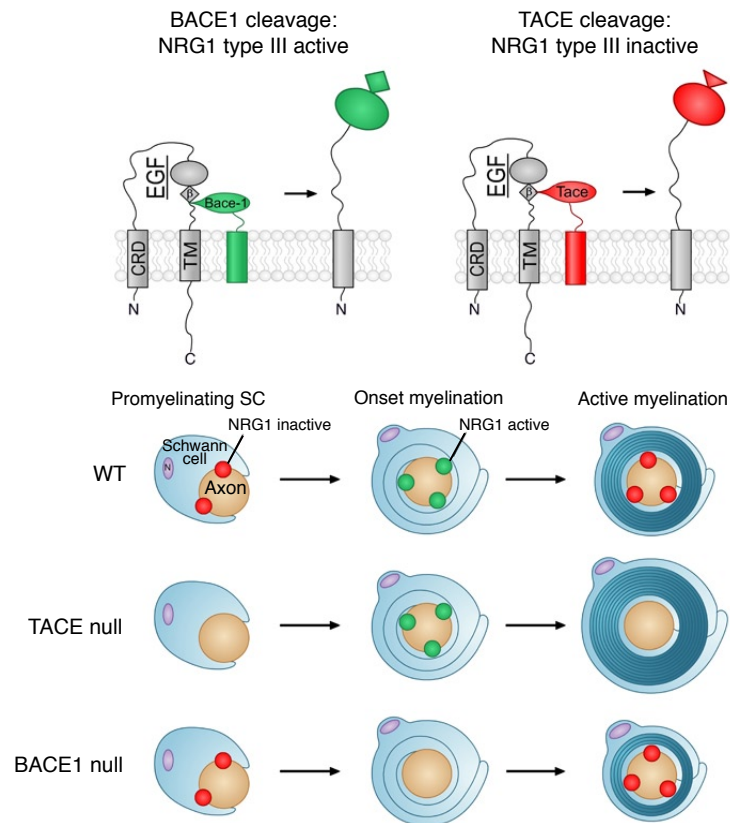 BACE1 cleavage:
NRG1 type III active
TACE cleavage:
NRG1 type III inactive
EGF
β
Bace-1
CRD
TM
N
N
C
EGF
β
Tace
CRD
TM
N
N
C
Promyelinating SC
Onset myelination
Active myelination
NRG1 inactive
NRG1 active
Schwann
cell
N
Axon
WT
TACE null
BACE1 null